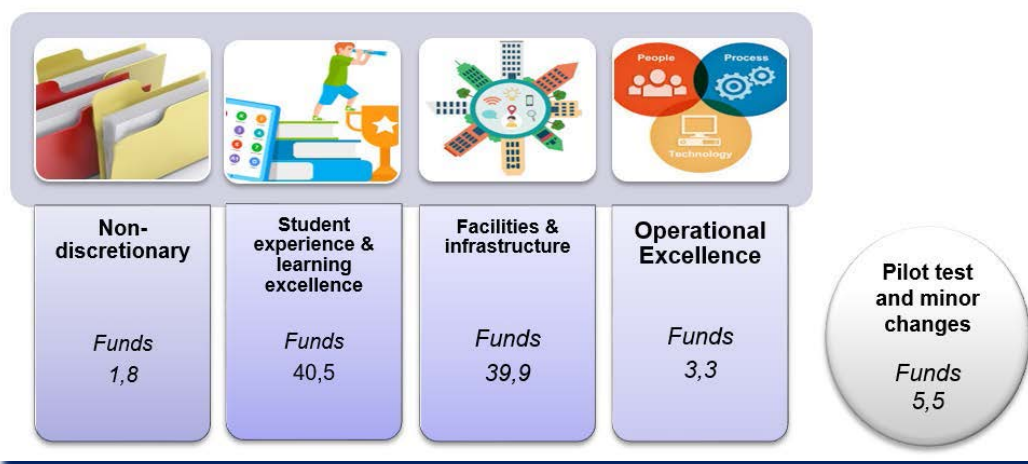 People
Process
Technology
Non-
discretionary
Funds
1,8
Student
experience &
learning
excellence
Funds
40,5
Facilities &
infrastructure
Funds
39,9
Operational
Excellence
Funds
3,3
Pilot test
and minor
changes
Funds
5,5